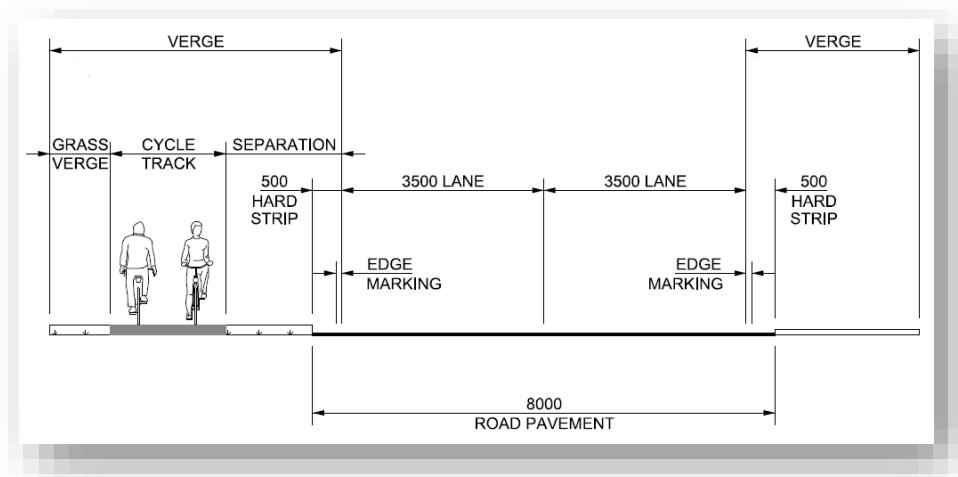 VERGE
VERGE
GRASS
VERGE
CYCLE
TRACK
SEPARATION
500
HARD
STRIP
3500 LANE
3500 LANE
500
HARD
STRIP
EDGE
MARKING
EDGE
MARKING
8000
ROAD PAVEMENT